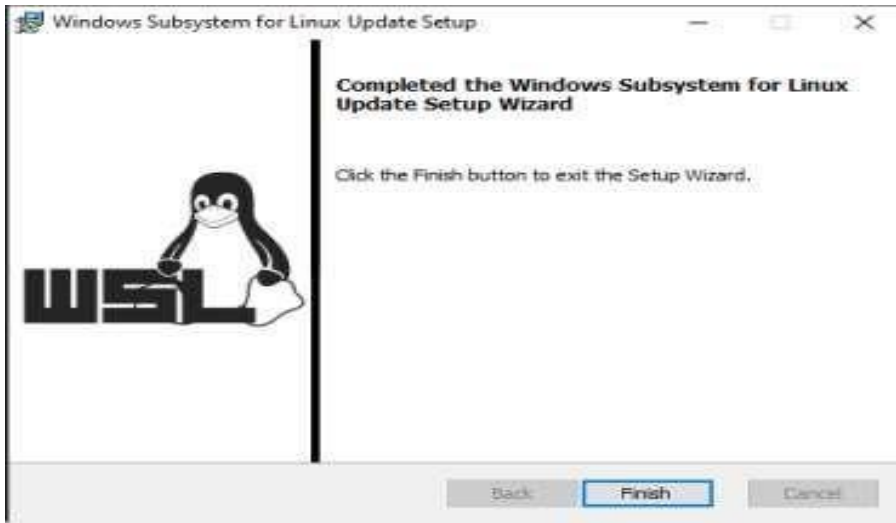 Windows Subsystem for Linux Update Setup
Completed the Windows Subsystem for Linux
Update Setup Wizard
Click the Finish button to exit the Setup Wizard.
WSL
Back
Finish
Cancel